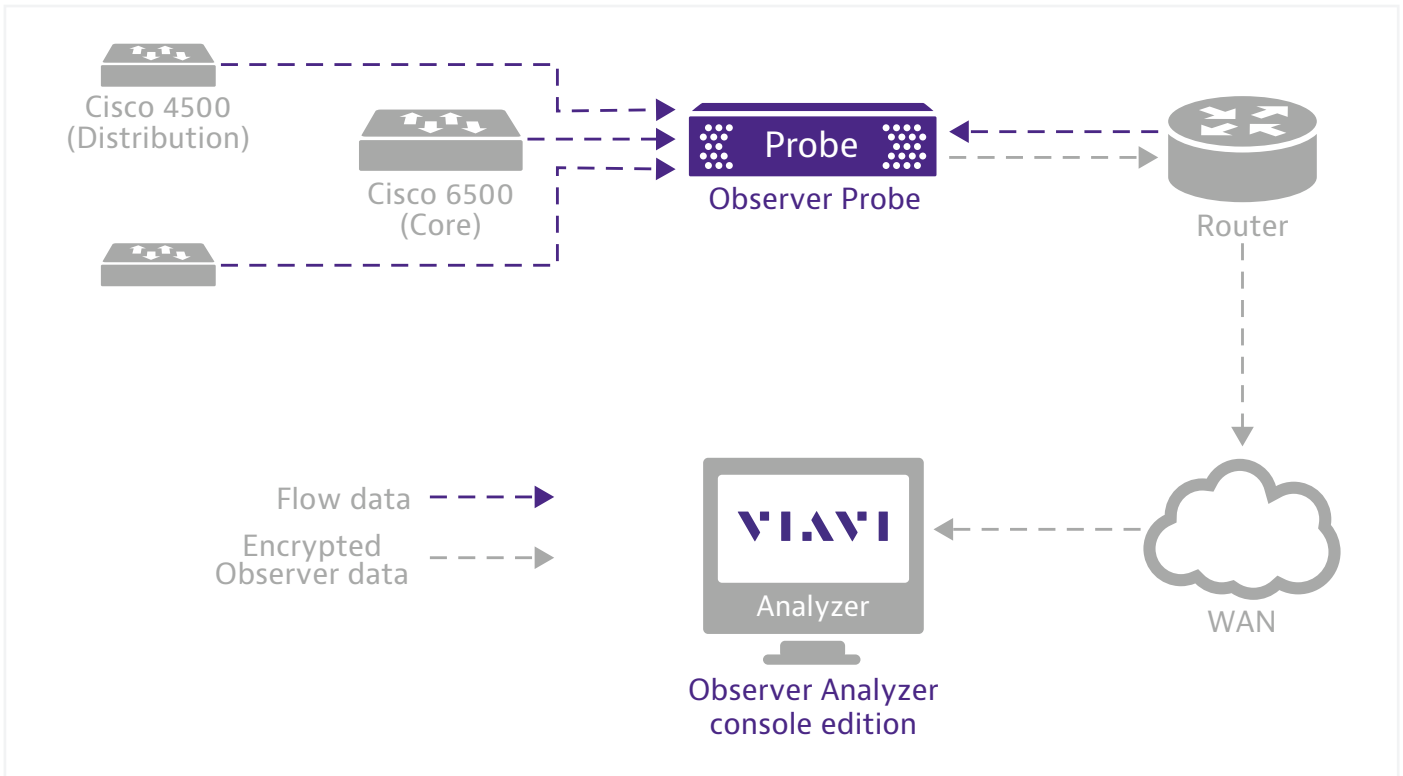 Cisco 4500
(Distribution)
Cisco 6500
(Core)
Probe
Observer Probe
Router
Flow data
Encrypted
Observer data
VIAVI
Analyzer
Observer Analyzer
console edition
WAN